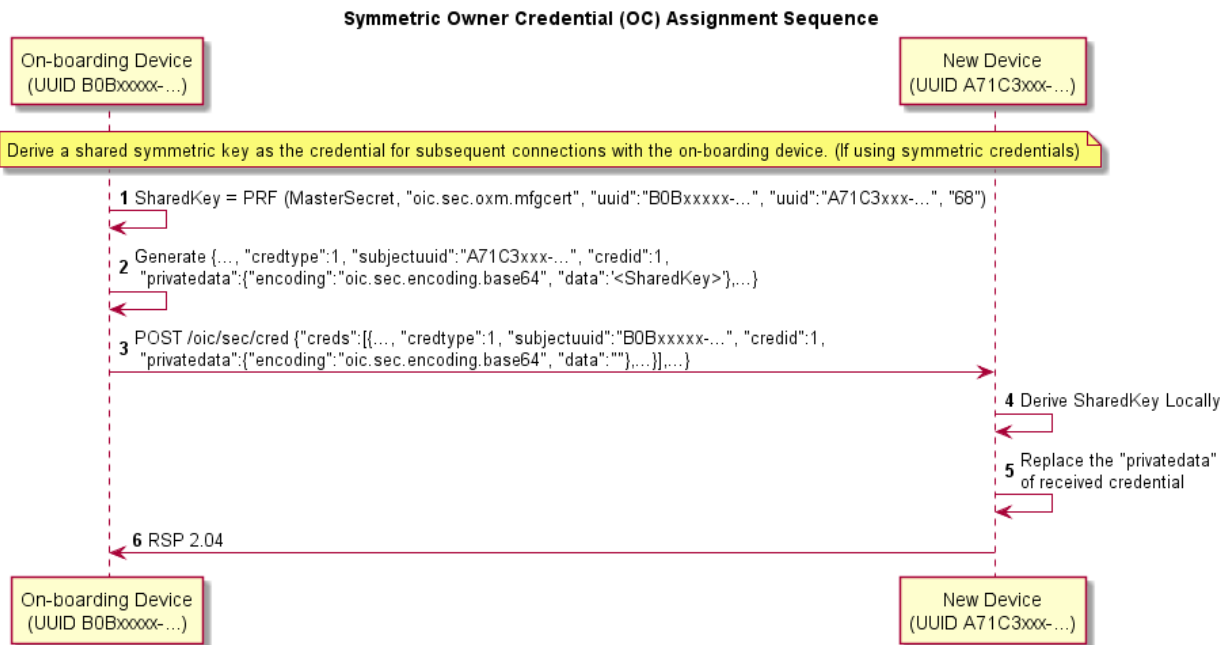 Symmetric Owner Credential (OC) Assignment Sequence
On-boarding Device
(UUID B0Bxxxxx-...)
New Device
(UUID A71C3xxx-...)
Derive a shared symmetric key as the credential for subsequent connections with the on-boarding device. (If using symmetric credentials)
1 SharedKey = PRF (MasterSecret, "oic.sec.oxm.mfgcert", "uuid":"B0Bxxxxx-...", "uuid":"A71C3xxx-...", "68")
2 Generate {..., "credtype":1, "subjectuuid":"A71C3xxx-...", "credid":1,
"privatedata":{"encoding":"oic.sec.encoding.base64", "data":'<SharedKey>'},...}
3 POST /oic/sec/cred {"creds":[{..., "credtype":1, "subjectuuid":"B0Bxxxxx-...", "credid":1,
"privatedata":{"encoding":"oic.sec.encoding.base64", "data":""},...}],...}
4 Derive SharedKey Locally
5 Replace the "privatedata"
of received credential
6 RSP 2.04
On-boarding Device
(UUID B0Bxxxxx-...)
New Device
(UUID A71C3xxx-...)